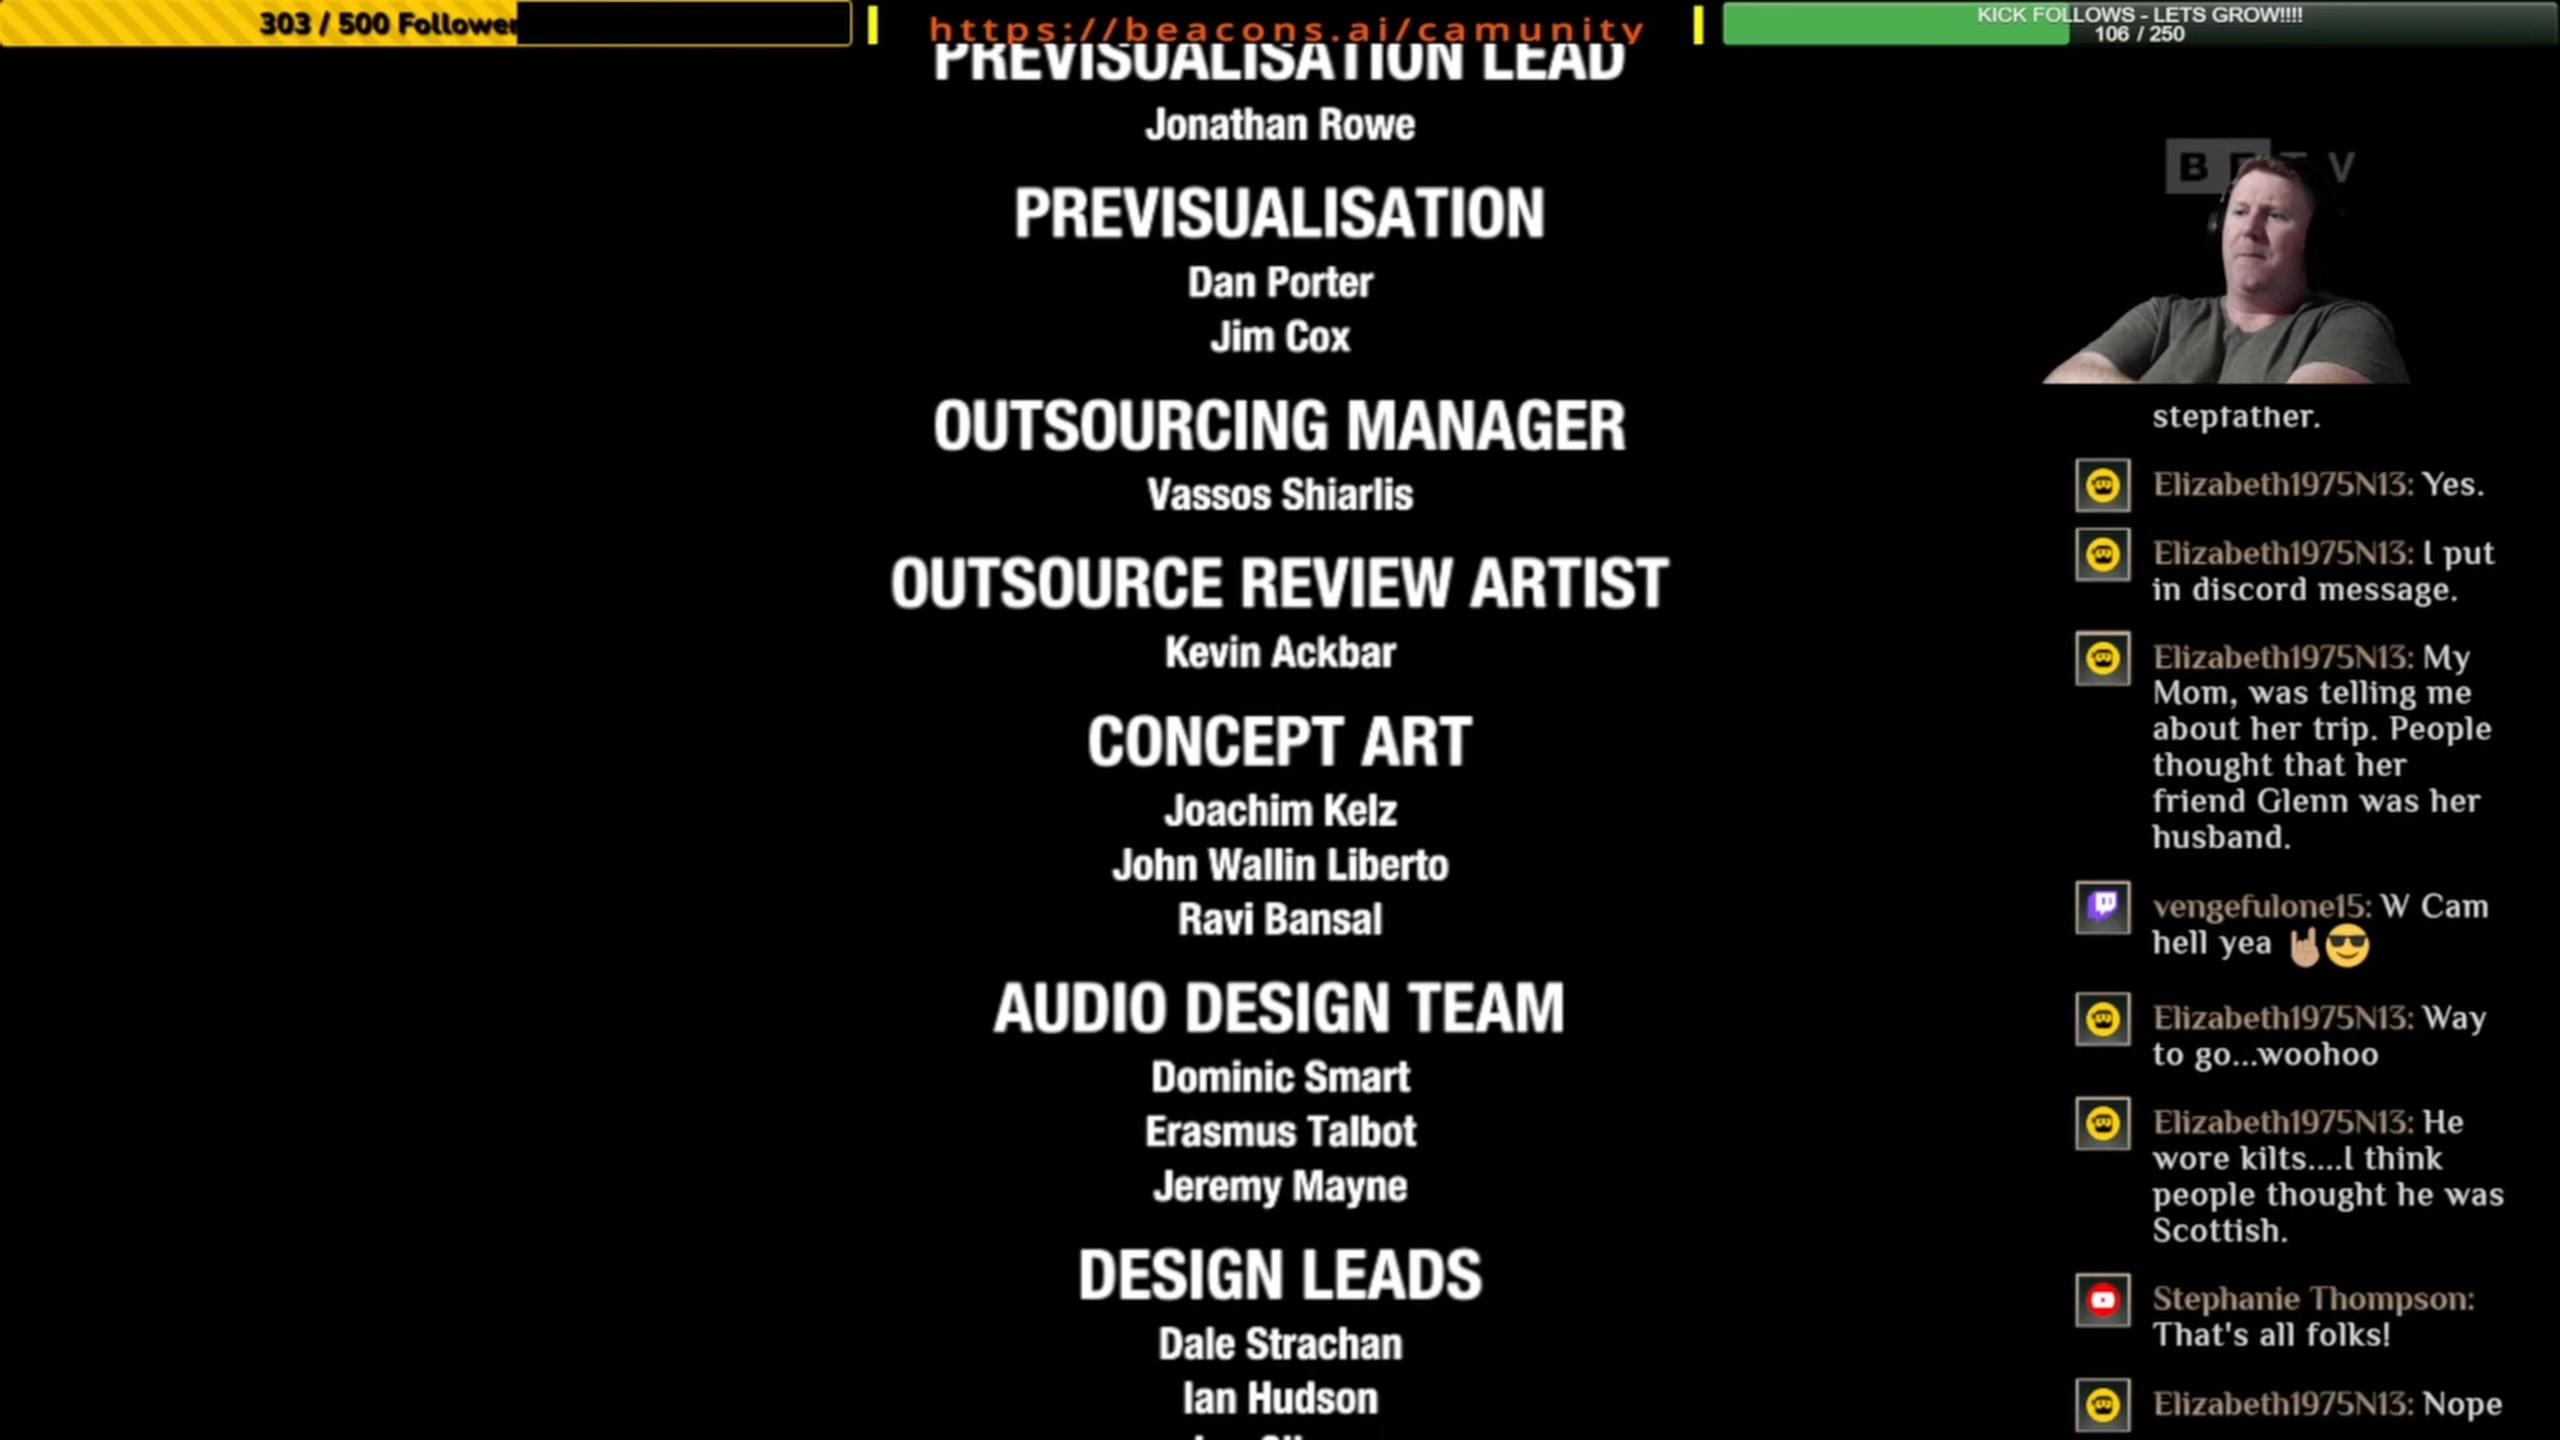 303 / 500 Follower
https://beacons.ai/camunity
KICK FOLLOWS - LETS GROW!!!!
106 / 250
PREVISUALISATION LEAD
Jonathan Rowe
PREVISUALISATION
Dan Porter
Jim Cox
OUTSOURCING MANAGER
Vassos Shiarlis
OUTSOURCE REVIEW ARTIST
Kevin Ackbar
CONCEPT ART
Joachim Kelz
John Wallin Liberto
Ravi Bansal
AUDIO DESIGN TEAM
Dominic Smart
Erasmus Talbot
Jeremy Mayne
DESIGN LEADS
Dale Strachan
Ian Hudson
stepfather.
Elizabeth1975N13: Yes.
Elizabeth1975N13: I put
in discord message.
Elizabeth1975N13: My
Mom, was telling me
about her trip. People
thought that her
friend Glenn was her
husband.
vengefulone15: W Cam
hell yea 🤘😎
Elizabeth1975N13: Way
to go...woohoo
Elizabeth1975N13: He
wore kilts....I think
people thought he was
Scottish.
Stephanie Thompson:
That's all folks!
Elizabeth1975N13: Nope